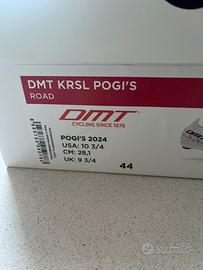 DMT KRSL POGI'S
ROAD
DMT
CYCLING SINCE 1978
POGI'S 2024
USA: 10 3/4
CM: 28,1
UK: 9 3/4
44
subito